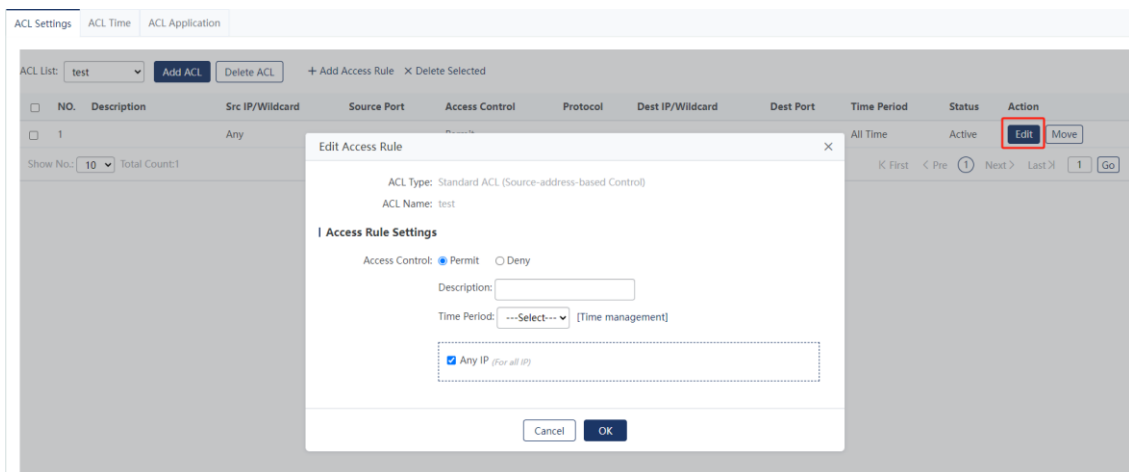 ACL Settings ACL Time ACL Application
ACL List: test Add ACL Delete ACL + Add Access Rule × Delete Selected
NO. Description Src IP/Wildcard Source Port Access Control Protocol Dest IP/Wildcard Dest Port Time Period Status Action
1 Any Permit All Time Active Edit Move
Show No.: 10 Total Count:1 First < Pre 1 Next > Last 1 Go
Edit Access Rule ×
ACL Type: Standard ACL (Source-address-based Control)
ACL Name: test
Access Rule Settings
Access Control: Permit Deny
Description:
Time Period: ---Select--- [Time management]
Any IP (For all IP)
Cancel OK